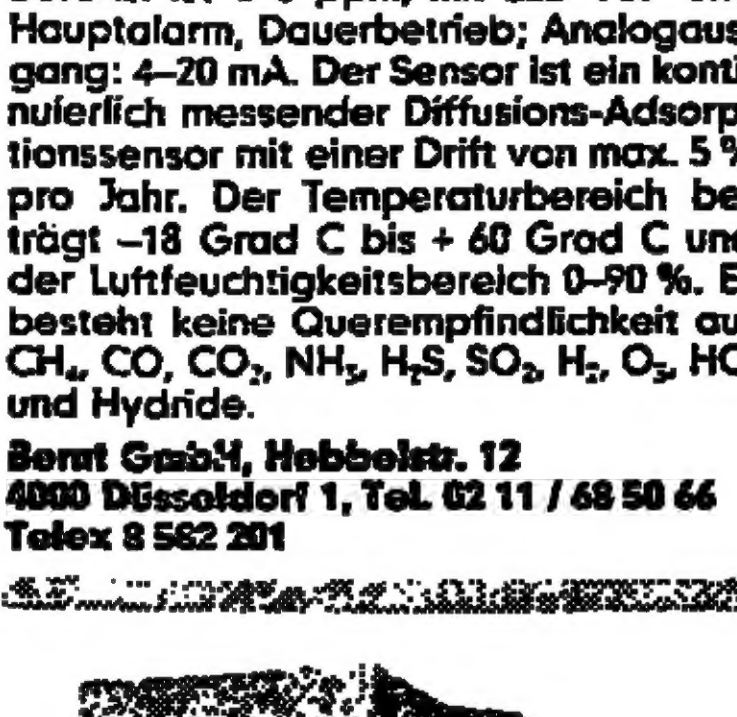 Hauptalarm, Dauerbetrieb; Analogaus
gang: 4–20 mA. Der Sensor ist ein konti
nuierlich messender Diffusions-Adsorp
tionssensor mit einer Drift von max. 5 %
pro Jahr. Der Temperaturbereich be
trägt –18 Grad C bis + 60 Grad C und
der Luftfeuchtigkeitsbereich 0–90 %. E
besteht keine Querempfindlichkeit au
CH₄, CO, CO₂, NH₃, H₂S, SO₂, H₂, O₃, HC
und Hydride.
GmbH, Hebbelstr. 12
4000 Düsseldorf 1, Tel. 02 11 / 68 50 66
Telex 8 582 201